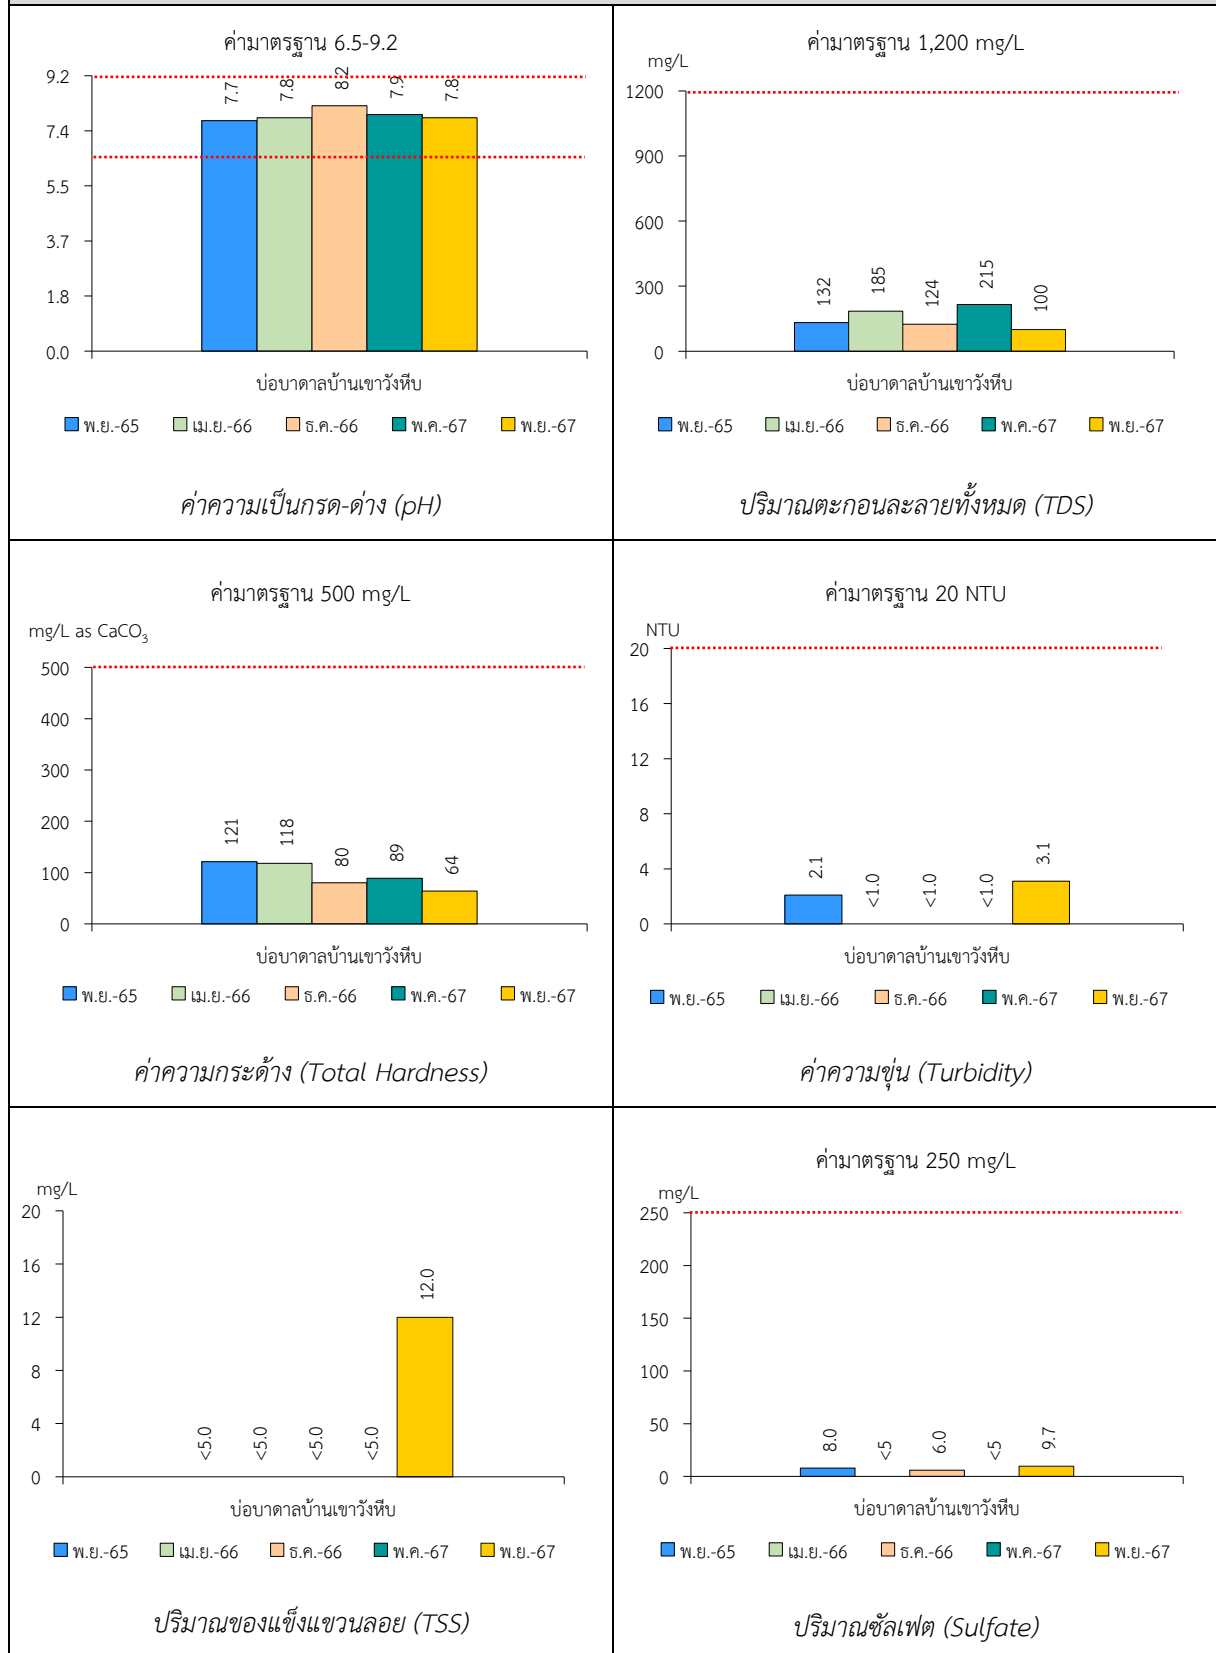 ค่ามาตรฐาน 6.5-9.2
9.2
7.4
5.5
3.7
1.8
0.0
7.7
7.8
8.2
7.9
7.8
บ่อบาดาลบ้านเขาวังหีบ
พ.ย.-65 เม.ย.-66 ธ.ค.-66 พ.ค.-67 พ.ย.-67
ค่าความเป็นกรด-ด่าง (pH)
ค่ามาตรฐาน 1,200 mg/L
mg/L
1200
900
600
300
0
132
185
124
215
100
บ่อบาดาลบ้านเขาวังหีบ
พ.ย.-65 เม.ย.-66 ธ.ค.-66 พ.ค.-67 พ.ย.-67
ปริมาณตะกอนละลายทั้งหมด (TDS)
ค่ามาตรฐาน 500 mg/L
mg/L as CaCO₃
500
400
300
200
100
0
121
118
80
89
64
บ่อบาดาลบ้านเขาวังหีบ
พ.ย.-65 เม.ย.-66 ธ.ค.-66 พ.ค.-67 พ.ย.-67
ค่าความกระด้าง (Total Hardness)
ค่ามาตรฐาน 20 NTU
NTU
20
16
12
8
4
0
2.1
<1.0
<1.0
<1.0
3.1
บ่อบาดาลบ้านเขาวังหีบ
พ.ย.-65 เม.ย.-66 ธ.ค.-66 พ.ค.-67 พ.ย.-67
ค่าความขุ่น (Turbidity)
mg/L
20
16
12
8
4
0
<5.0
<5.0
<5.0
<5.0
12.0
บ่อบาดาลบ้านเขาวังหีบ
พ.ย.-65 เม.ย.-66 ธ.ค.-66 พ.ค.-67 พ.ย.-67
ปริมาณของแข็งแขวนลอย (TSS)
ค่ามาตรฐาน 250 mg/L
mg/L
250
200
150
100
50
0
8.0
<5
6.0
<5
9.7
บ่อบาดาลบ้านเขาวังหีบ
พ.ย.-65 เม.ย.-66 ธ.ค.-66 พ.ค.-67 พ.ย.-67
ปริมาณซัลเฟต (Sulfate)